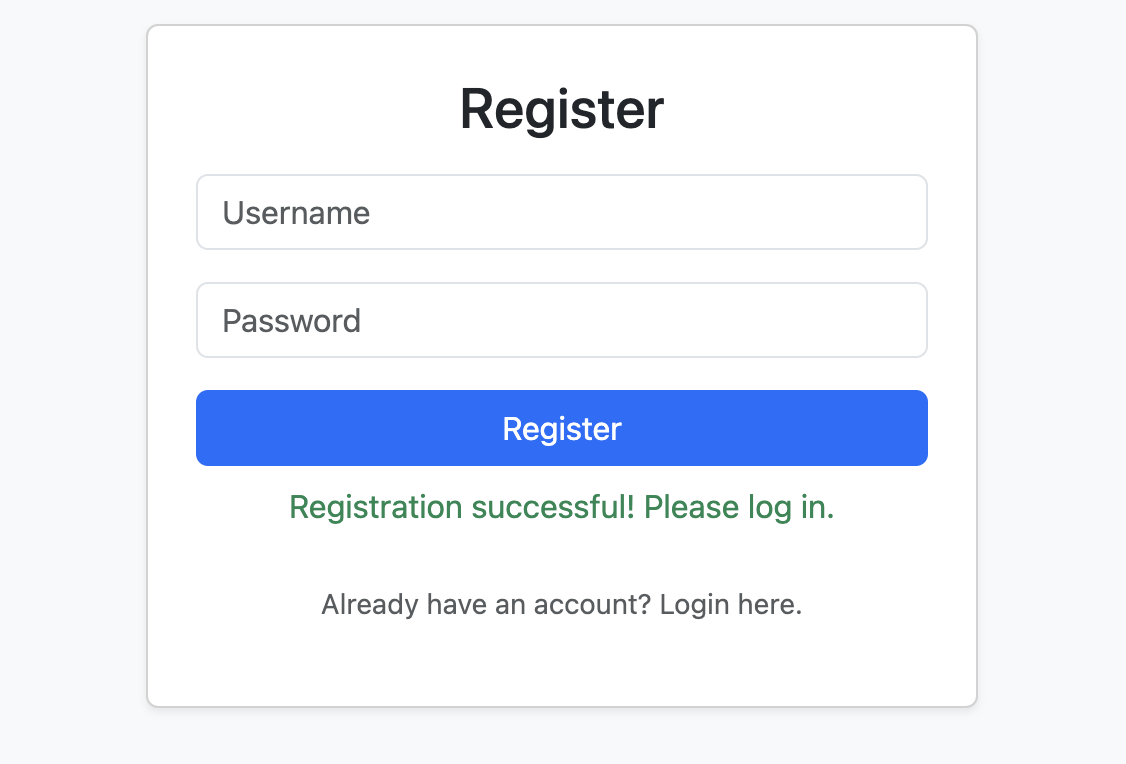 Register
Username
Password
Register
Registration successful! Please log in.
Already have an account? Login here.